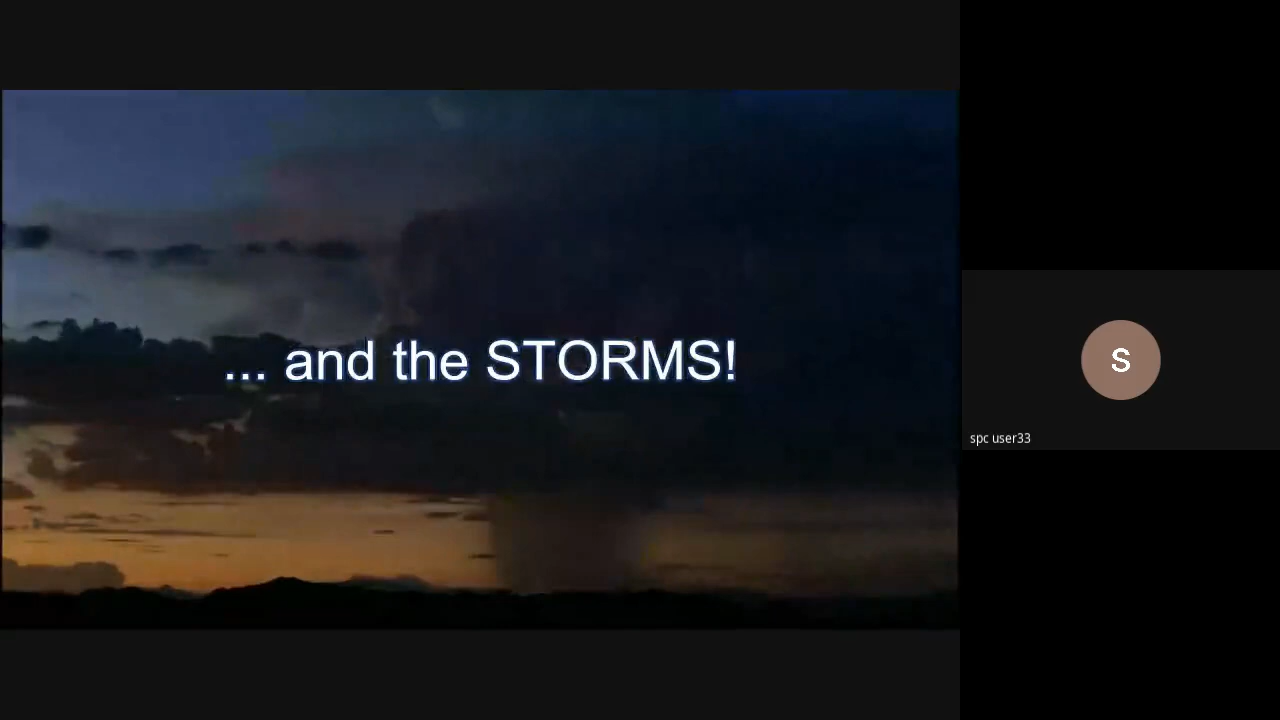 ... and the STORMS!
S
spc user33